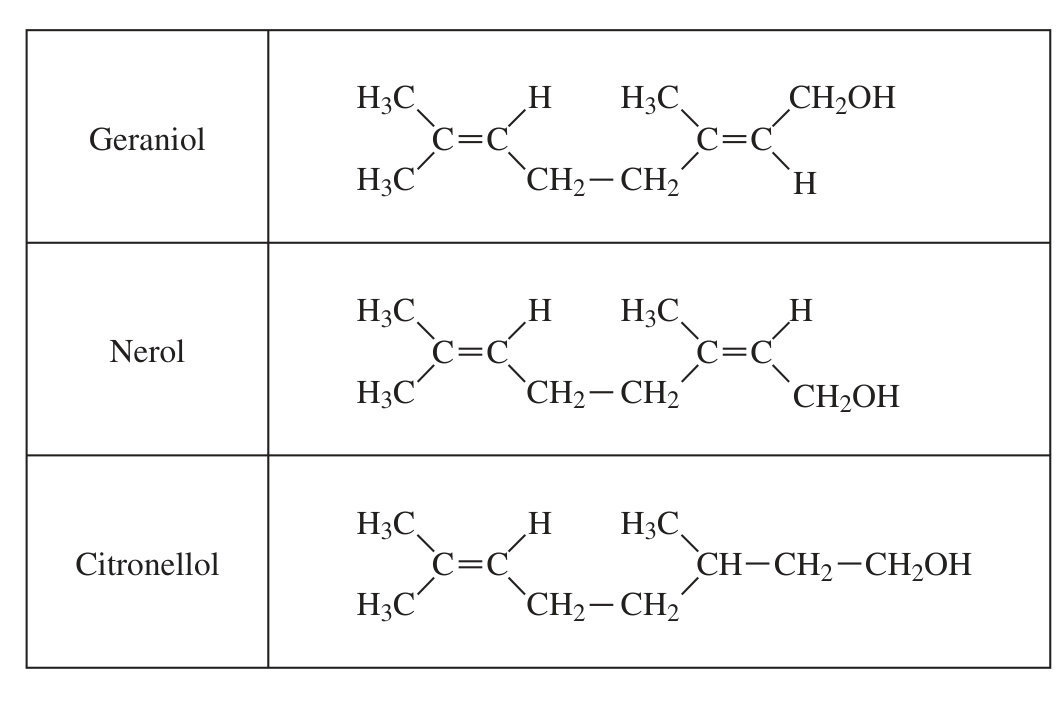 Geraniol
H₃C H H₃C CH₂OH
C=C C=C
H₃C CH₂—CH₂ H
Nerol
H₃C H H₃C H
C=C C=C
H₃C CH₂—CH₂ CH₂OH
Citronellol
H₃C H H₃C
C=C CH—CH₂—CH₂OH
H₃C CH₂—CH₂